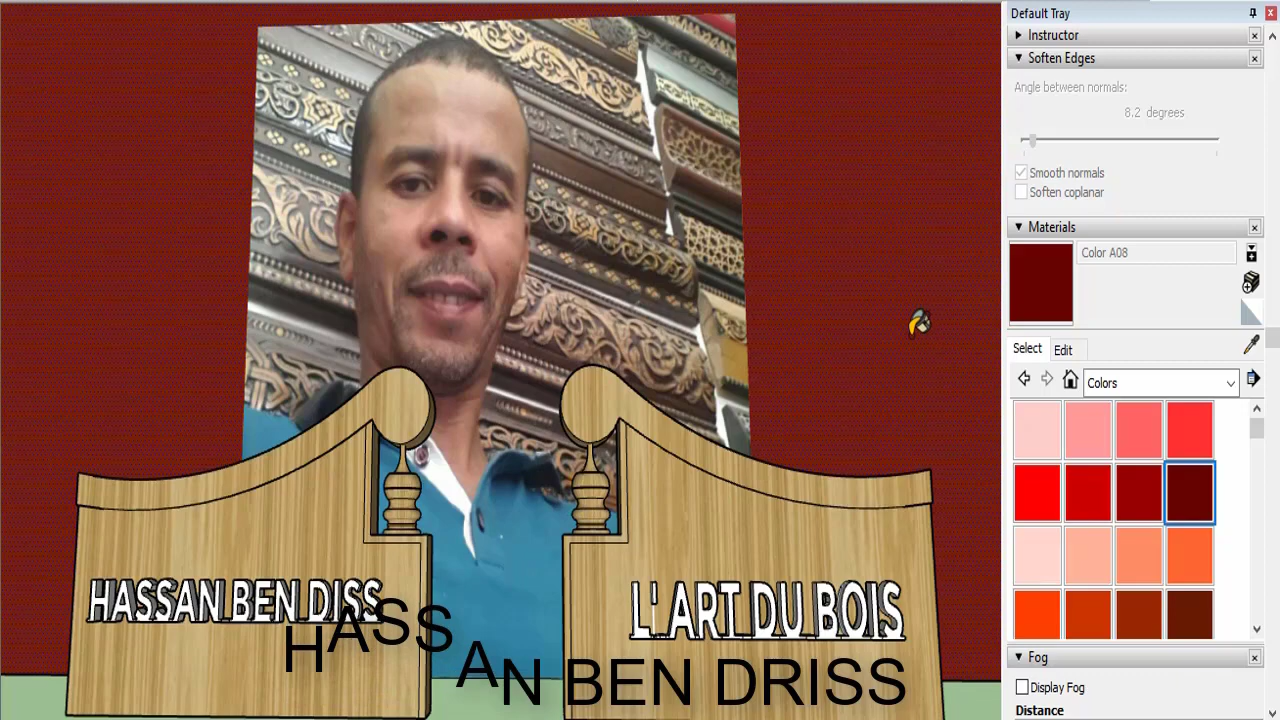 Default Tray
Instructor
Soften Edges
Angle between normals:
8.2 degrees
Smooth normals
Soften coplanar
Materials
Color A08
Select Edit
Colors
Fog
Display Fog
Distance
HASSAN BEN DISS
L' ART DU BOIS
HASSAN BEN DRISS